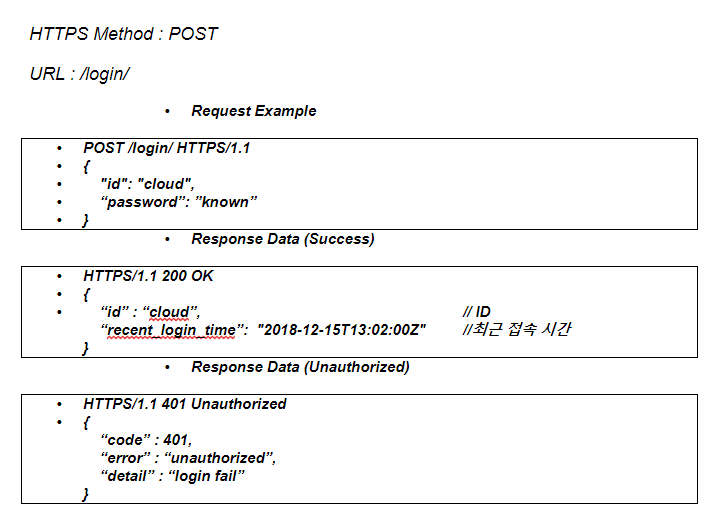 HTTPS Method : POST
URL : /login/
• Request Example
• POST /login/ HTTPS/1.1
• {
• "id": "cloud",
• “password”: ”known”
• }
• Response Data (Success)
• HTTPS/1.1 200 OK
• {
• “id” : “cloud”, // ID
“recent_login_time”: "2018-12-15T13:02:00Z" //최근 접속 시간
}
• Response Data (Unauthorized)
• HTTPS/1.1 401 Unauthorized
• {
“code” : 401,
“error” : “unauthorized”,
“detail” : “login fail”
}